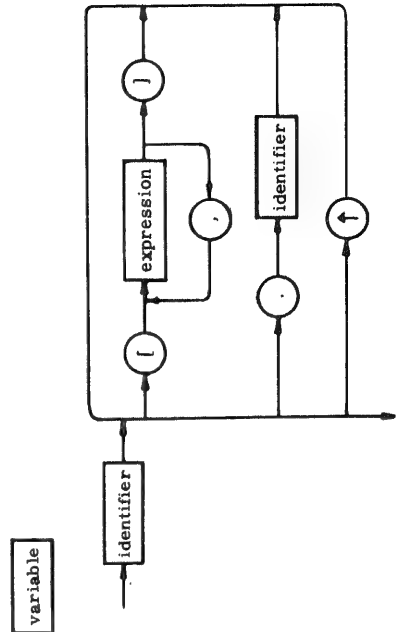 variable
identifier
[
expression
]
,
.
identifier
↑